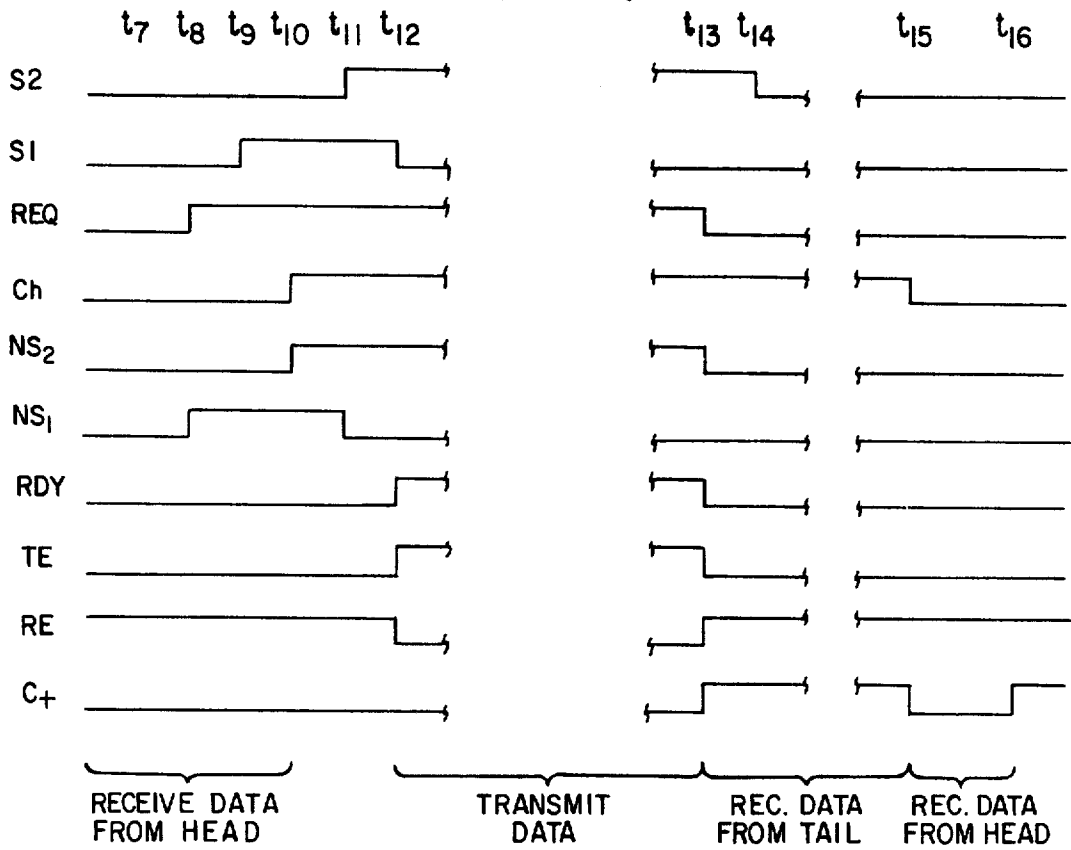 t7 t8 t9 t10 t11 t12 t13 t14 t15 t16
S2
S1
REQ
Ch
NS2
NS1
RDY
TE
RE
C+
RECEIVE DATA
FROM HEAD
TRANSMIT
DATA
REC. DATA
FROM TAIL
REC. DATA
FROM HEAD